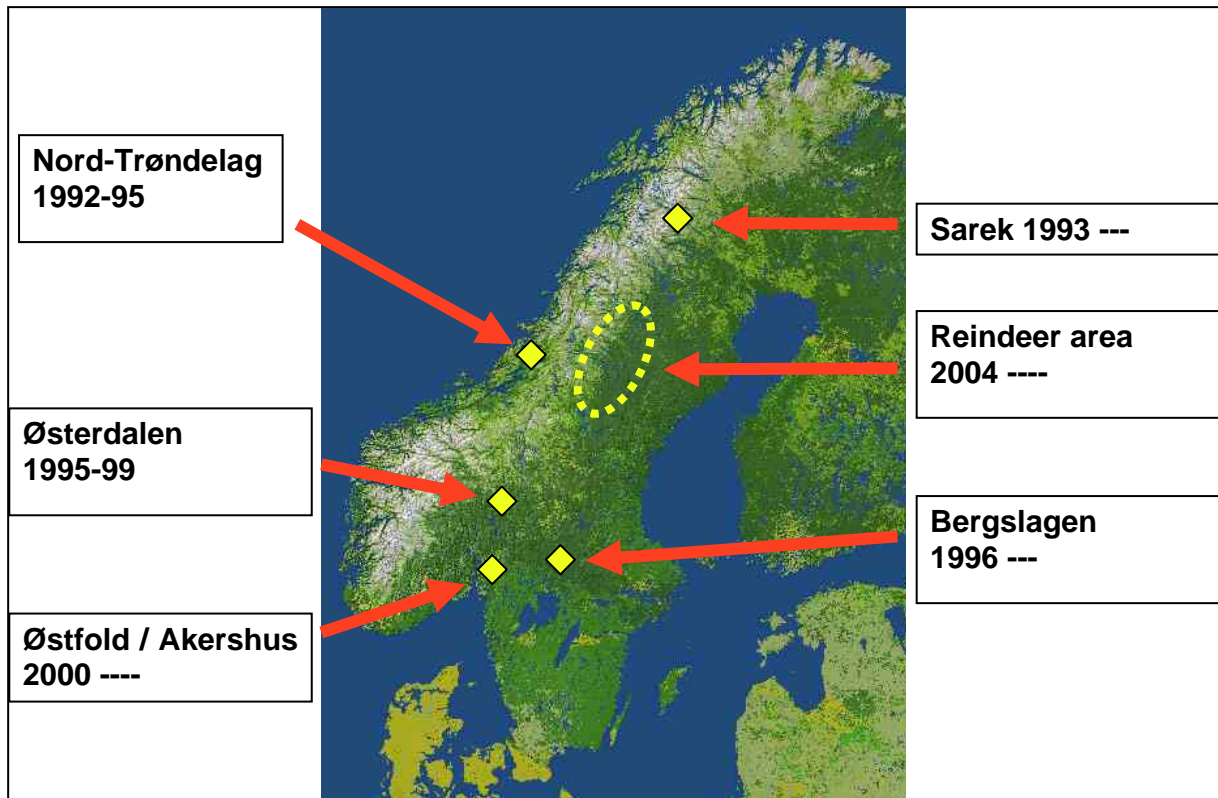 Nord-Trøndelag
1992-95
Østerdalen
1995-99
Østfold / Akershus
2000 ----
Sarek 1993 ---
Reindeer area
2004 ----
Bergslagen
1996 ---